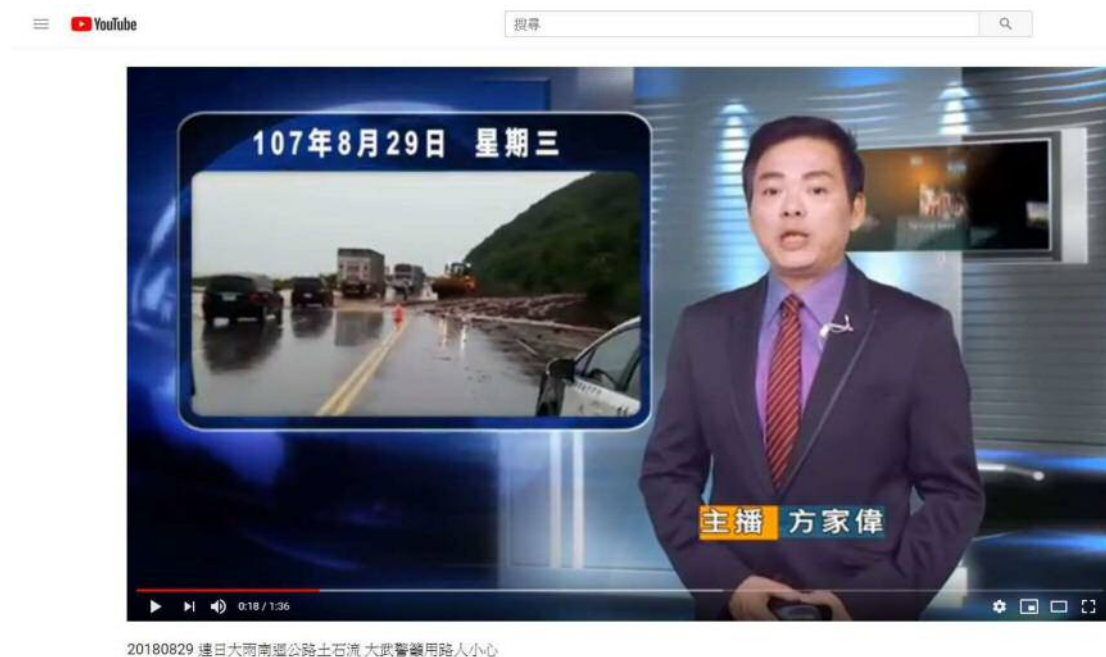 YouTube
搜尋
107年8月29日 星期三
主播 方家偉
0:18 / 1:36
20180829 連日大雨南迴公路土石流 大武警籲用路人小心